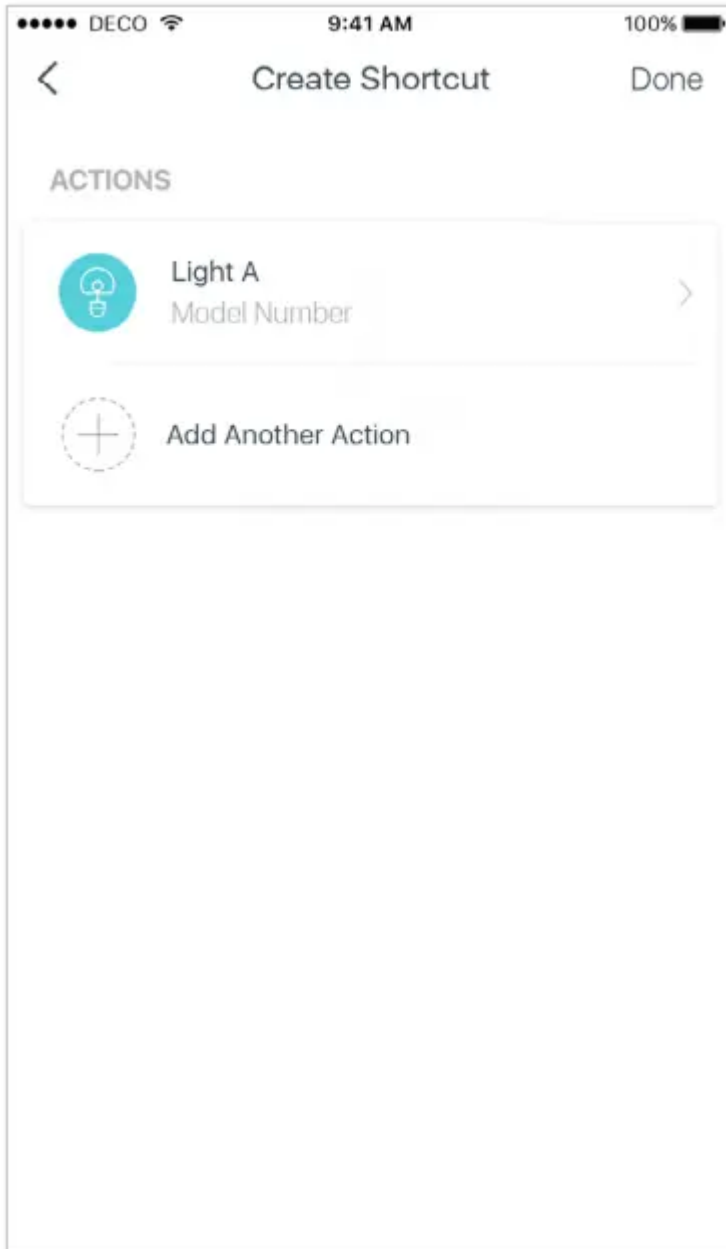 DECO 9:41 AM 100%
Create Shortcut Done
ACTIONS
Light A
Model Number
Add Another Action